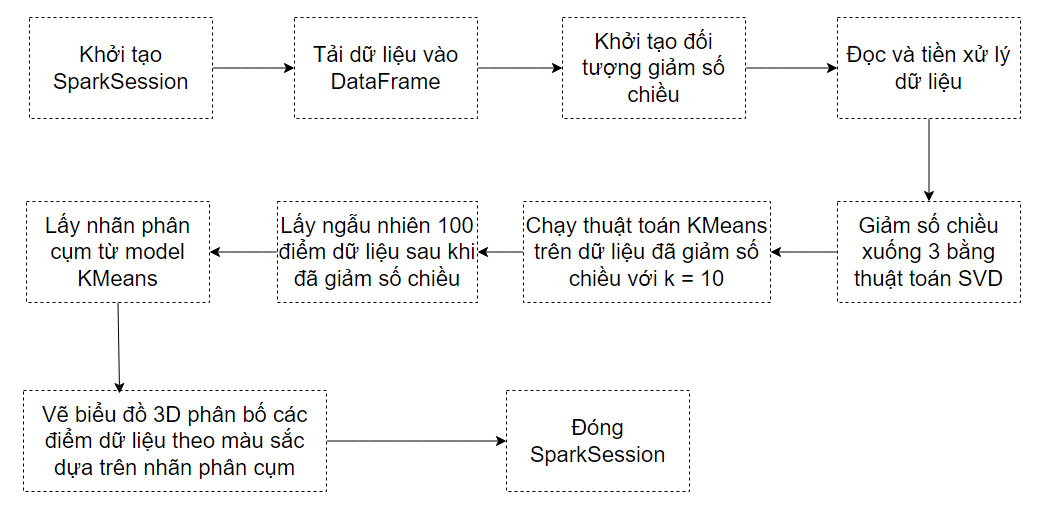 Khởi tạo
SparkSession
Tải dữ liệu vào
DataFrame
Khởi tạo đối
tượng giảm số
chiều
Đọc và tiền xử lý
dữ liệu
Giảm số chiều
xuống 3 bằng
thuật toán SVD
Chạy thuật toán KMeans
trên dữ liệu đã giảm số
chiều với k = 10
Lấy ngẫu nhiên 100
điểm dữ liệu sau khi
đã giảm số chiều
Lấy nhãn phân
cụm từ model
KMeans
Vẽ biểu đồ 3D phân bố các
điểm dữ liệu theo màu sắc
dựa trên nhãn phân cụm
Đóng
SparkSession